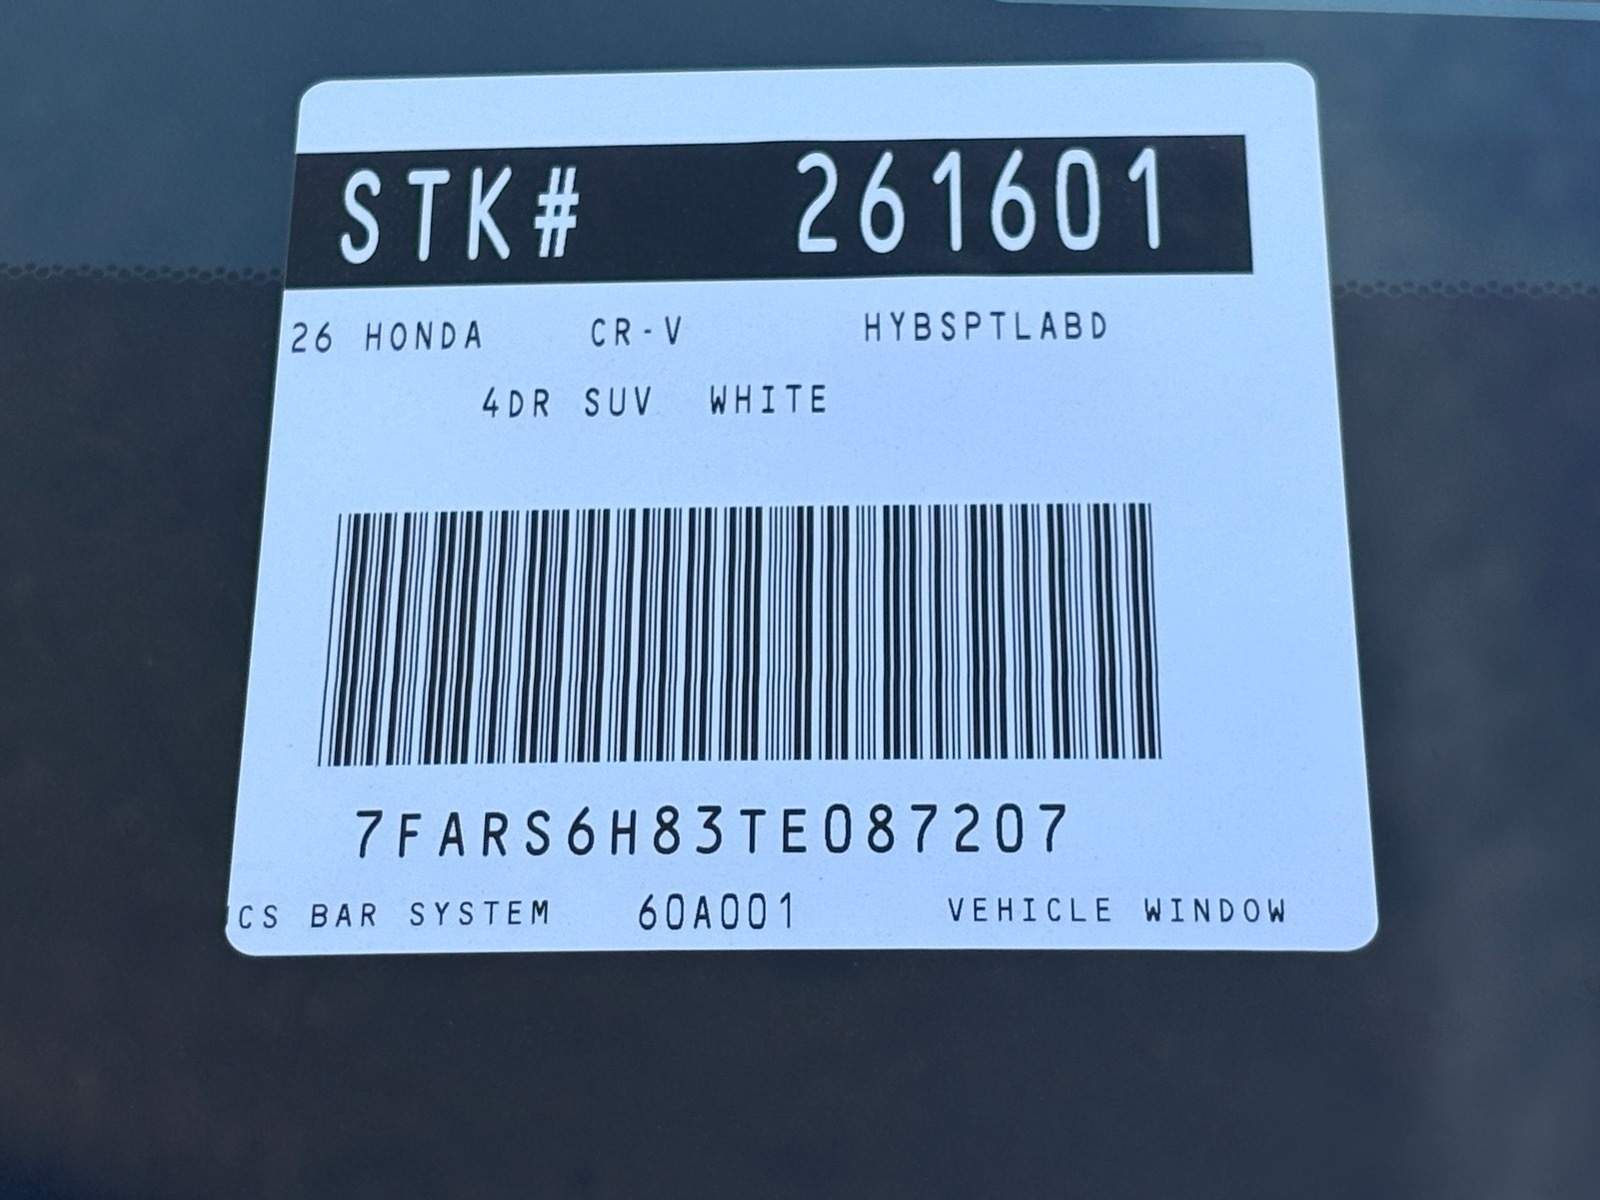 STK# 261601
26 HONDA CR-V HYBSPTLABD
4DR SUV WHITE
7FARS6H83TE087207
CS BAR SYSTEM 60A001 VEHICLE WINDOW